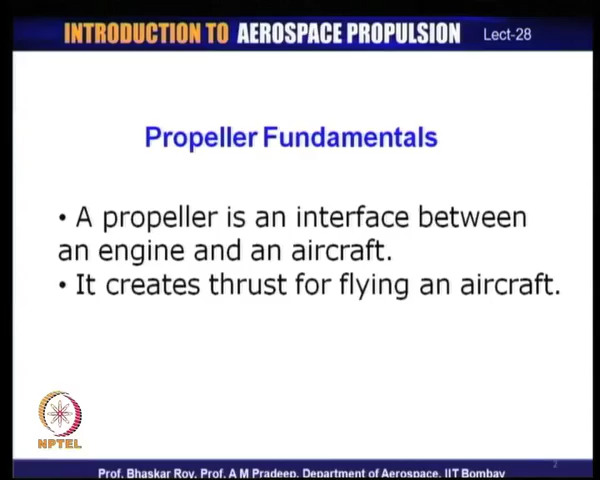 INTRODUCTION TO AEROSPACE PROPULSION Lect-28
Propeller Fundamentals
• A propeller is an interface between
an engine and an aircraft.
• It creates thrust for flying an aircraft.
NPTEL
2
Prof. Bhaskar Roy, Prof. A M Pradeep, Department of Aerospace, IIT Bombay